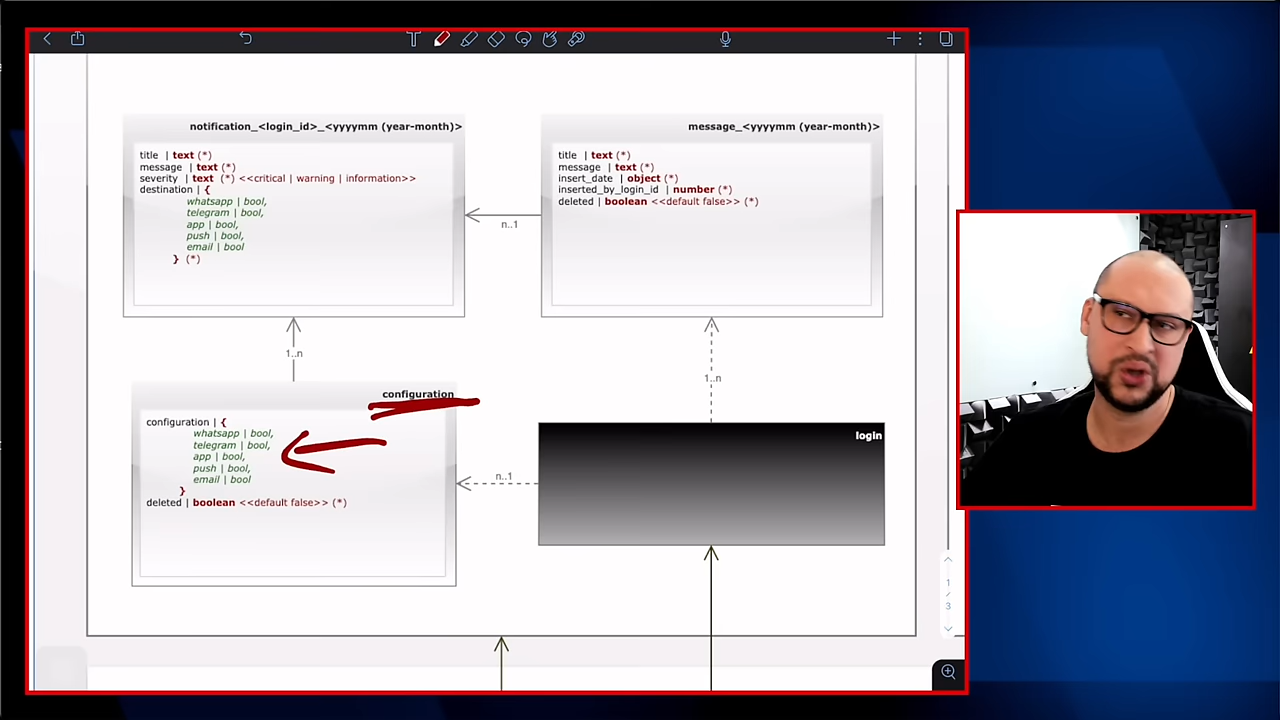 notification_<login_id>_<yyyymm (year-month)>
title | text (*)
message | text (*)
severity | text (*) <<critical | warning | information>>
destination | {
whatsapp | bool,
telegram | bool,
app | bool,
push | bool,
email | bool
} (*)
message_<yyyymm (year-month)>
title | text (*)
message | text (*)
insert_date | object (*)
inserted_by_login_id | number (*)
deleted | boolean <<default false>> (*)
n..1
1..n
1..n
configuration
configuration | {
whatsapp | bool,
telegram | bool,
app | bool,
push | bool,
email | bool
}
deleted | boolean <<default false>> (*)
n..1
login
1
/
3